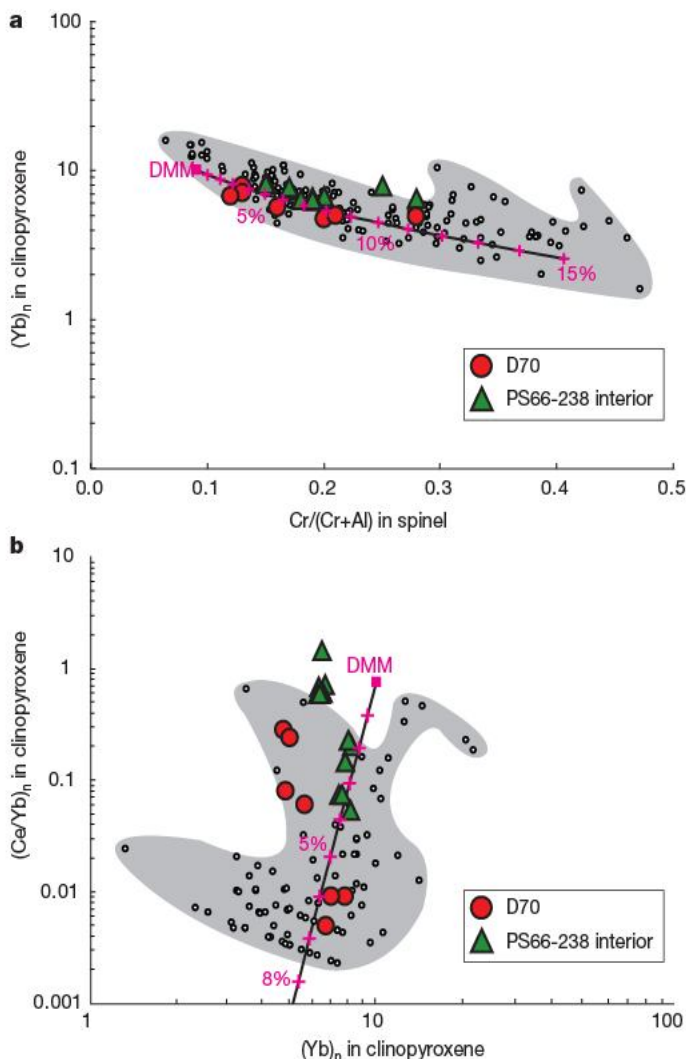 a
100
10
1
0.1
(Yb)n in clinopyroxene
DMM
5%
10%
15%
D70
PS66-238 interior
0.0
0.1
0.2
0.3
0.4
0.5
Cr/(Cr+Al) in spinel
b
10
1
0.1
0.01
0.001
(Ce/Yb)n in clinopyroxene
DMM
5%
8%
D70
PS66-238 interior
1
10
100
(Yb)n in clinopyroxene